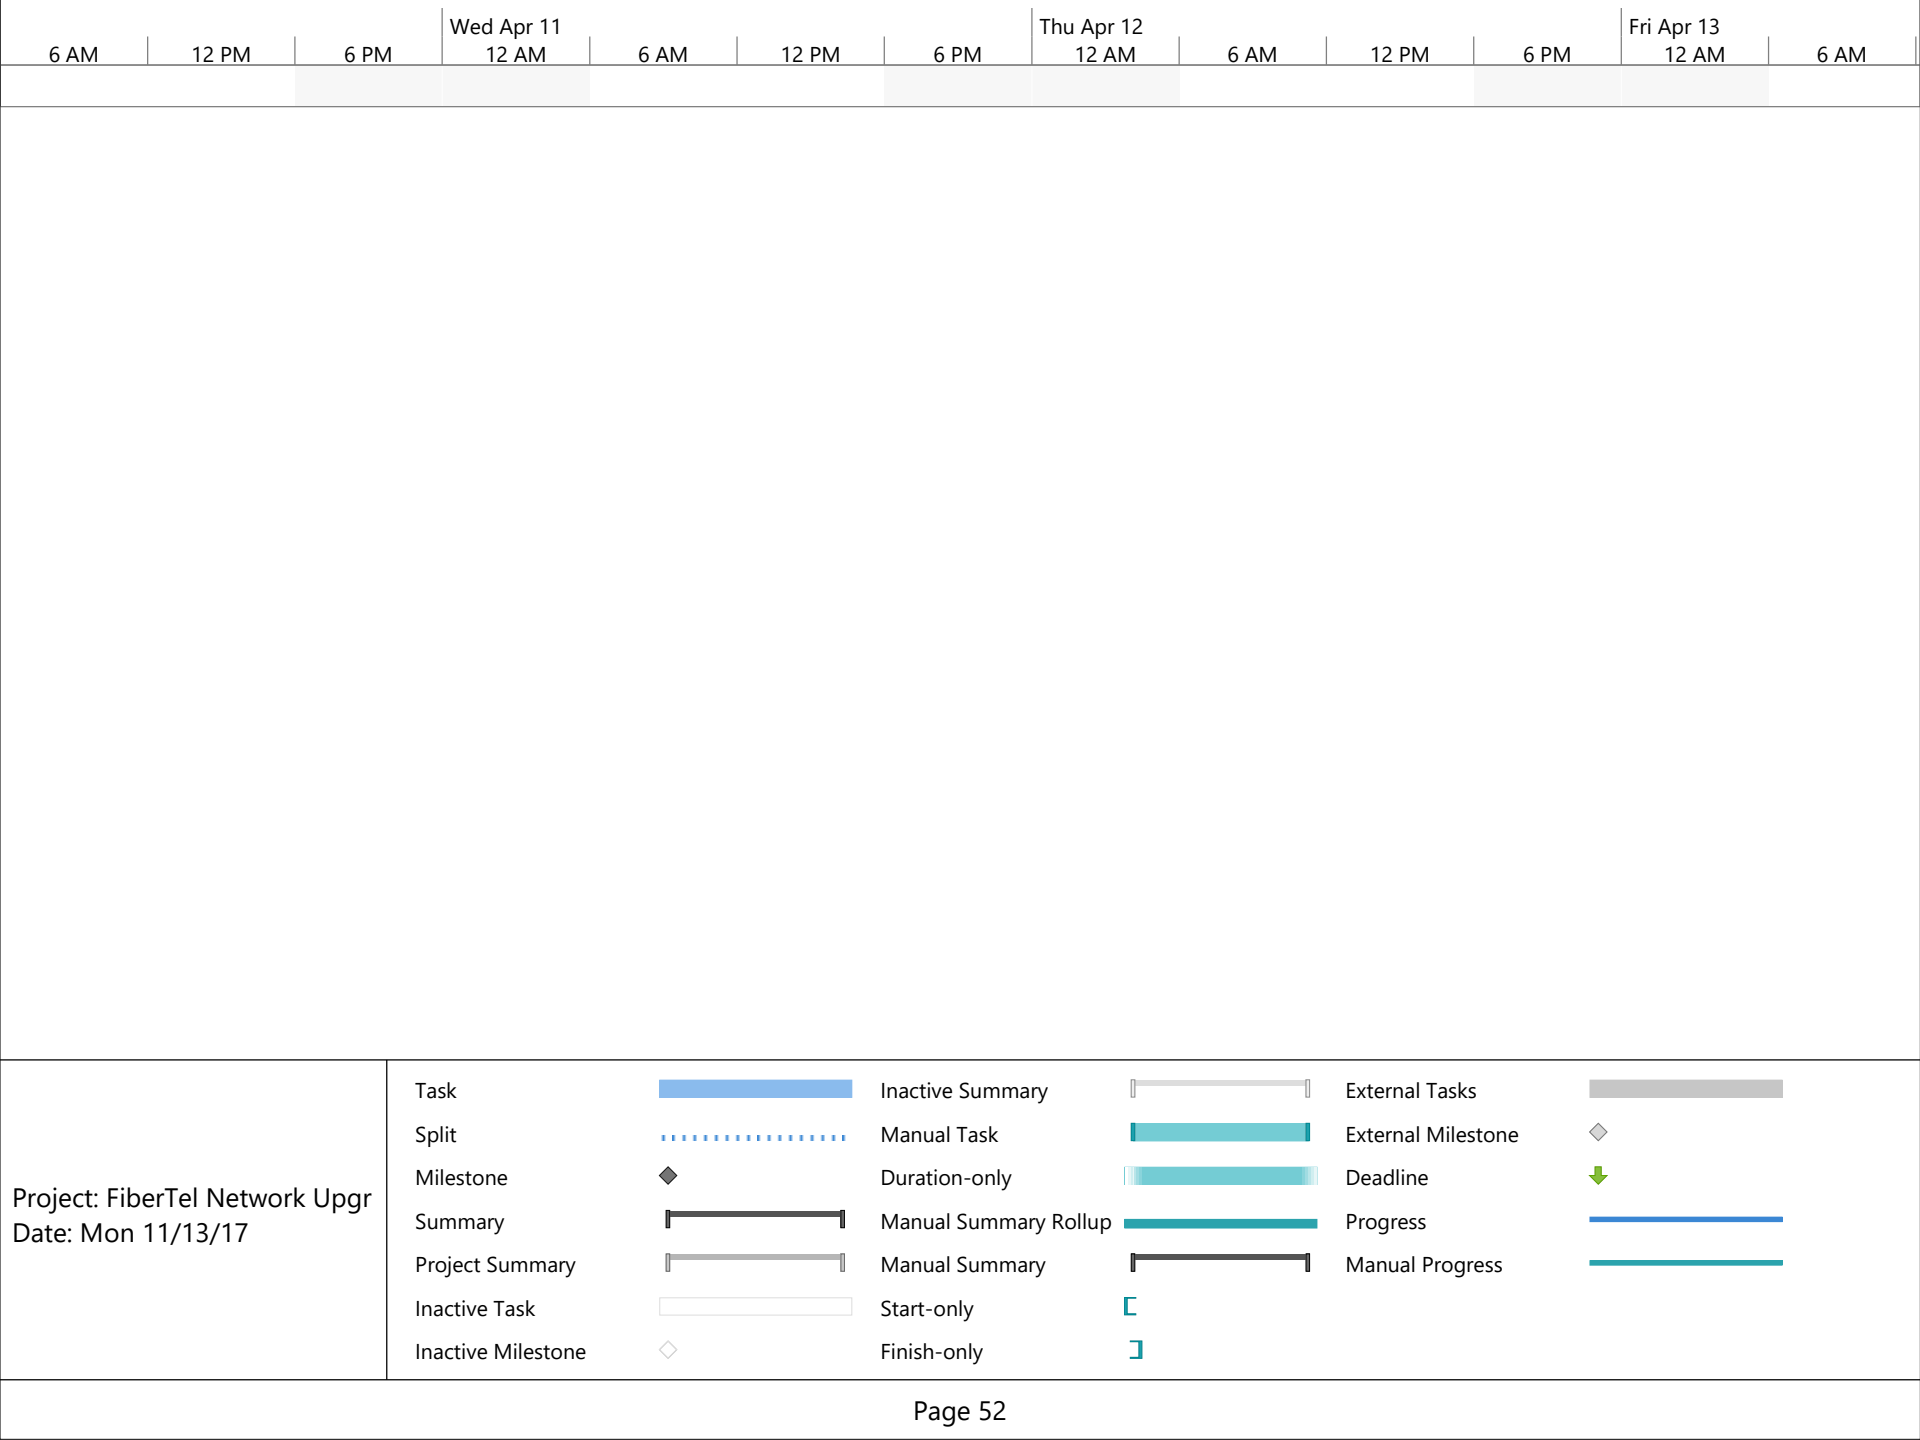 Wed Apr 11 Thu Apr 12 Fri Apr 13
6 AM 12 PM 6 PM 12 AM 6 AM 12 PM 6 PM 12 AM 6 AM 12 PM 6 PM 12 AM 6 AM
Project: FiberTel Network Upgr
Date: Mon 11/13/17
Task
Split
Milestone
Summary
Project Summary
Inactive Task
Inactive Milestone
Inactive Summary
Manual Task
Duration-only
Manual Summary Rollup
Manual Summary
Start-only
Finish-only
External Tasks
External Milestone
Deadline
Progress
Manual Progress
Page 52